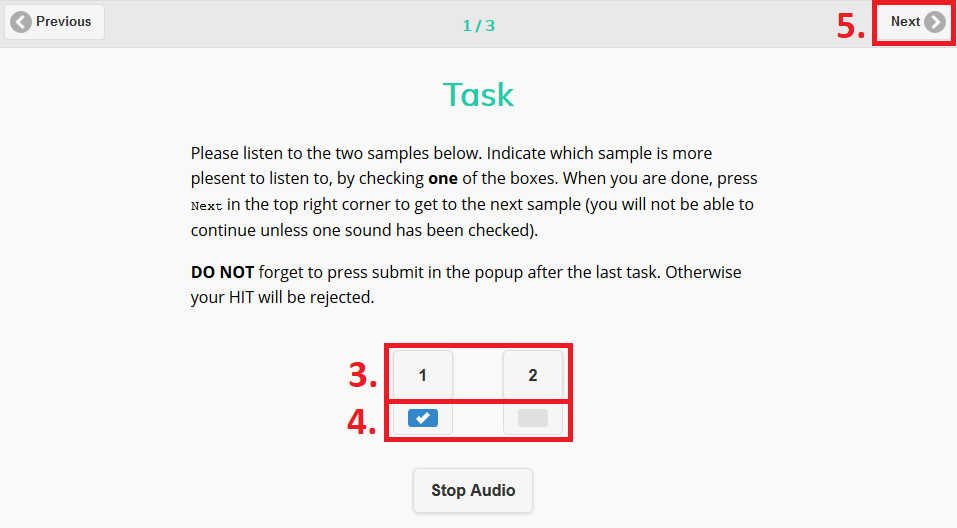 Previous
1 / 3
5.
Next
Task
Please listen to the two samples below. Indicate which sample is more
plesent to listen to, by checking one of the boxes. When you are done, press
Next in the top right corner to get to the next sample (you will not be able to
continue unless one sound has been checked).
DO NOT forget to press submit in the popup after the last task. Otherwise
your HIT will be rejected.
3.
1
2
4.
Stop Audio